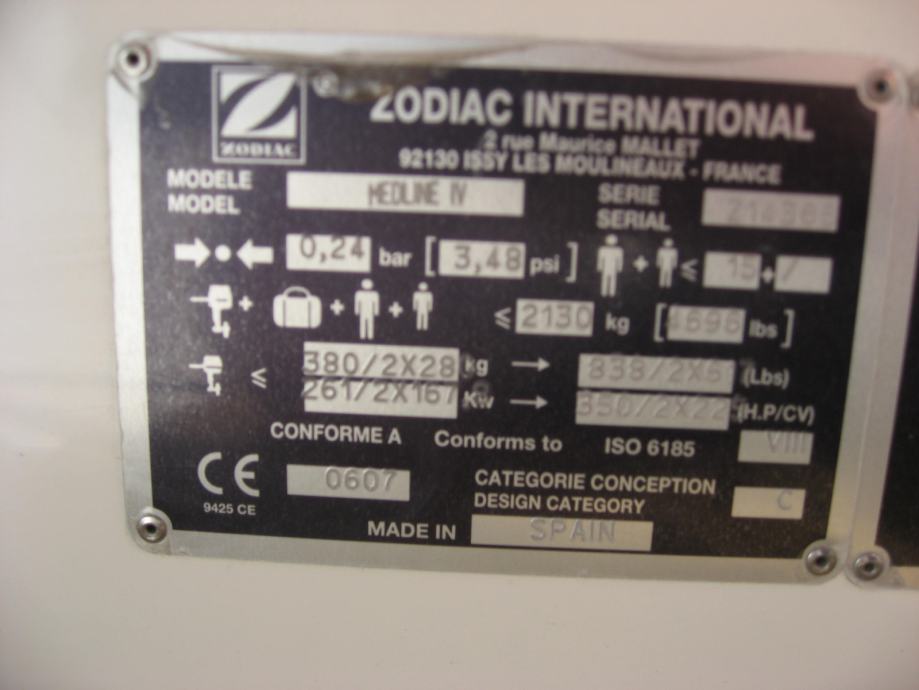 ZODIAC
ZODIAC INTERNATIONAL
2 rue Maurice MALLET
92130 ISSY LES MOULINEAUX - FRANCE
MODELE
MODEL
MEDLINE IV
SERIE
SERIAL
0,24 bar [3,48 psi]
+ ≤ 15 + /
+ + + ≤ 2130 kg [4696 lbs]
≤ 380/2X28 kg → 838/2X6 (Lbs)
261/2X167 Kw → 350/2X22 (H.P/CV)
CONFORME A Conforms to ISO 6185 VIII
CE 0607
9425 CE
CATEGORIE CONCEPTION
DESIGN CATEGORY C
MADE IN SPAIN